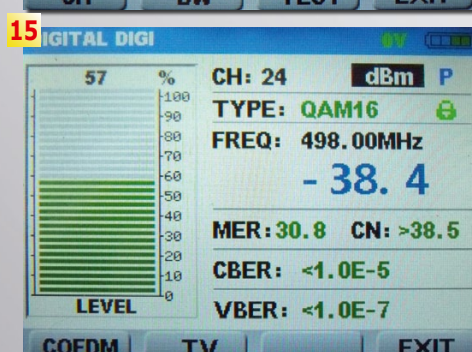 15
DIGITAL DIGI 0V
57 %
CH: 24 dBm P
100
90
80
70
60
50
40
30
20
10
0
TYPE: QAM16
FREQ: 498.00MHz
-38.4
MER:30.8 CN: >38.5
CBER: <1.0E-5
LEVEL
VBER: <1.0E-7
COFDM TV EXIT